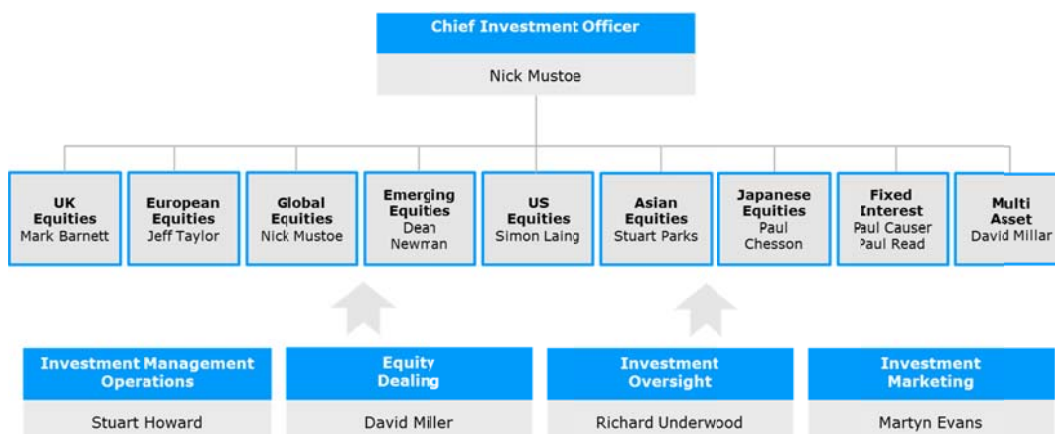 Chief Investment Officer
Nick Mustoe
UK
Equities
Mark Barnett
European
Equities
Jeff Taylor
Global
Equities
Nick Mustoe
Emerging
Equities
Dean
Newman
US
Equities
Simon Laing
Asian
Equities
Stuart Parks
Japanese
Equities
Paul
Chesson
Fixed
Interest
Paul Causer
Paul Read
Multi
Asset
David Millar
Investment Management
Operations
Stuart Howard
Equity
Dealing
David Miller
Investment
Oversight
Richard Underwood
Investment
Marketing
Martyn Evans